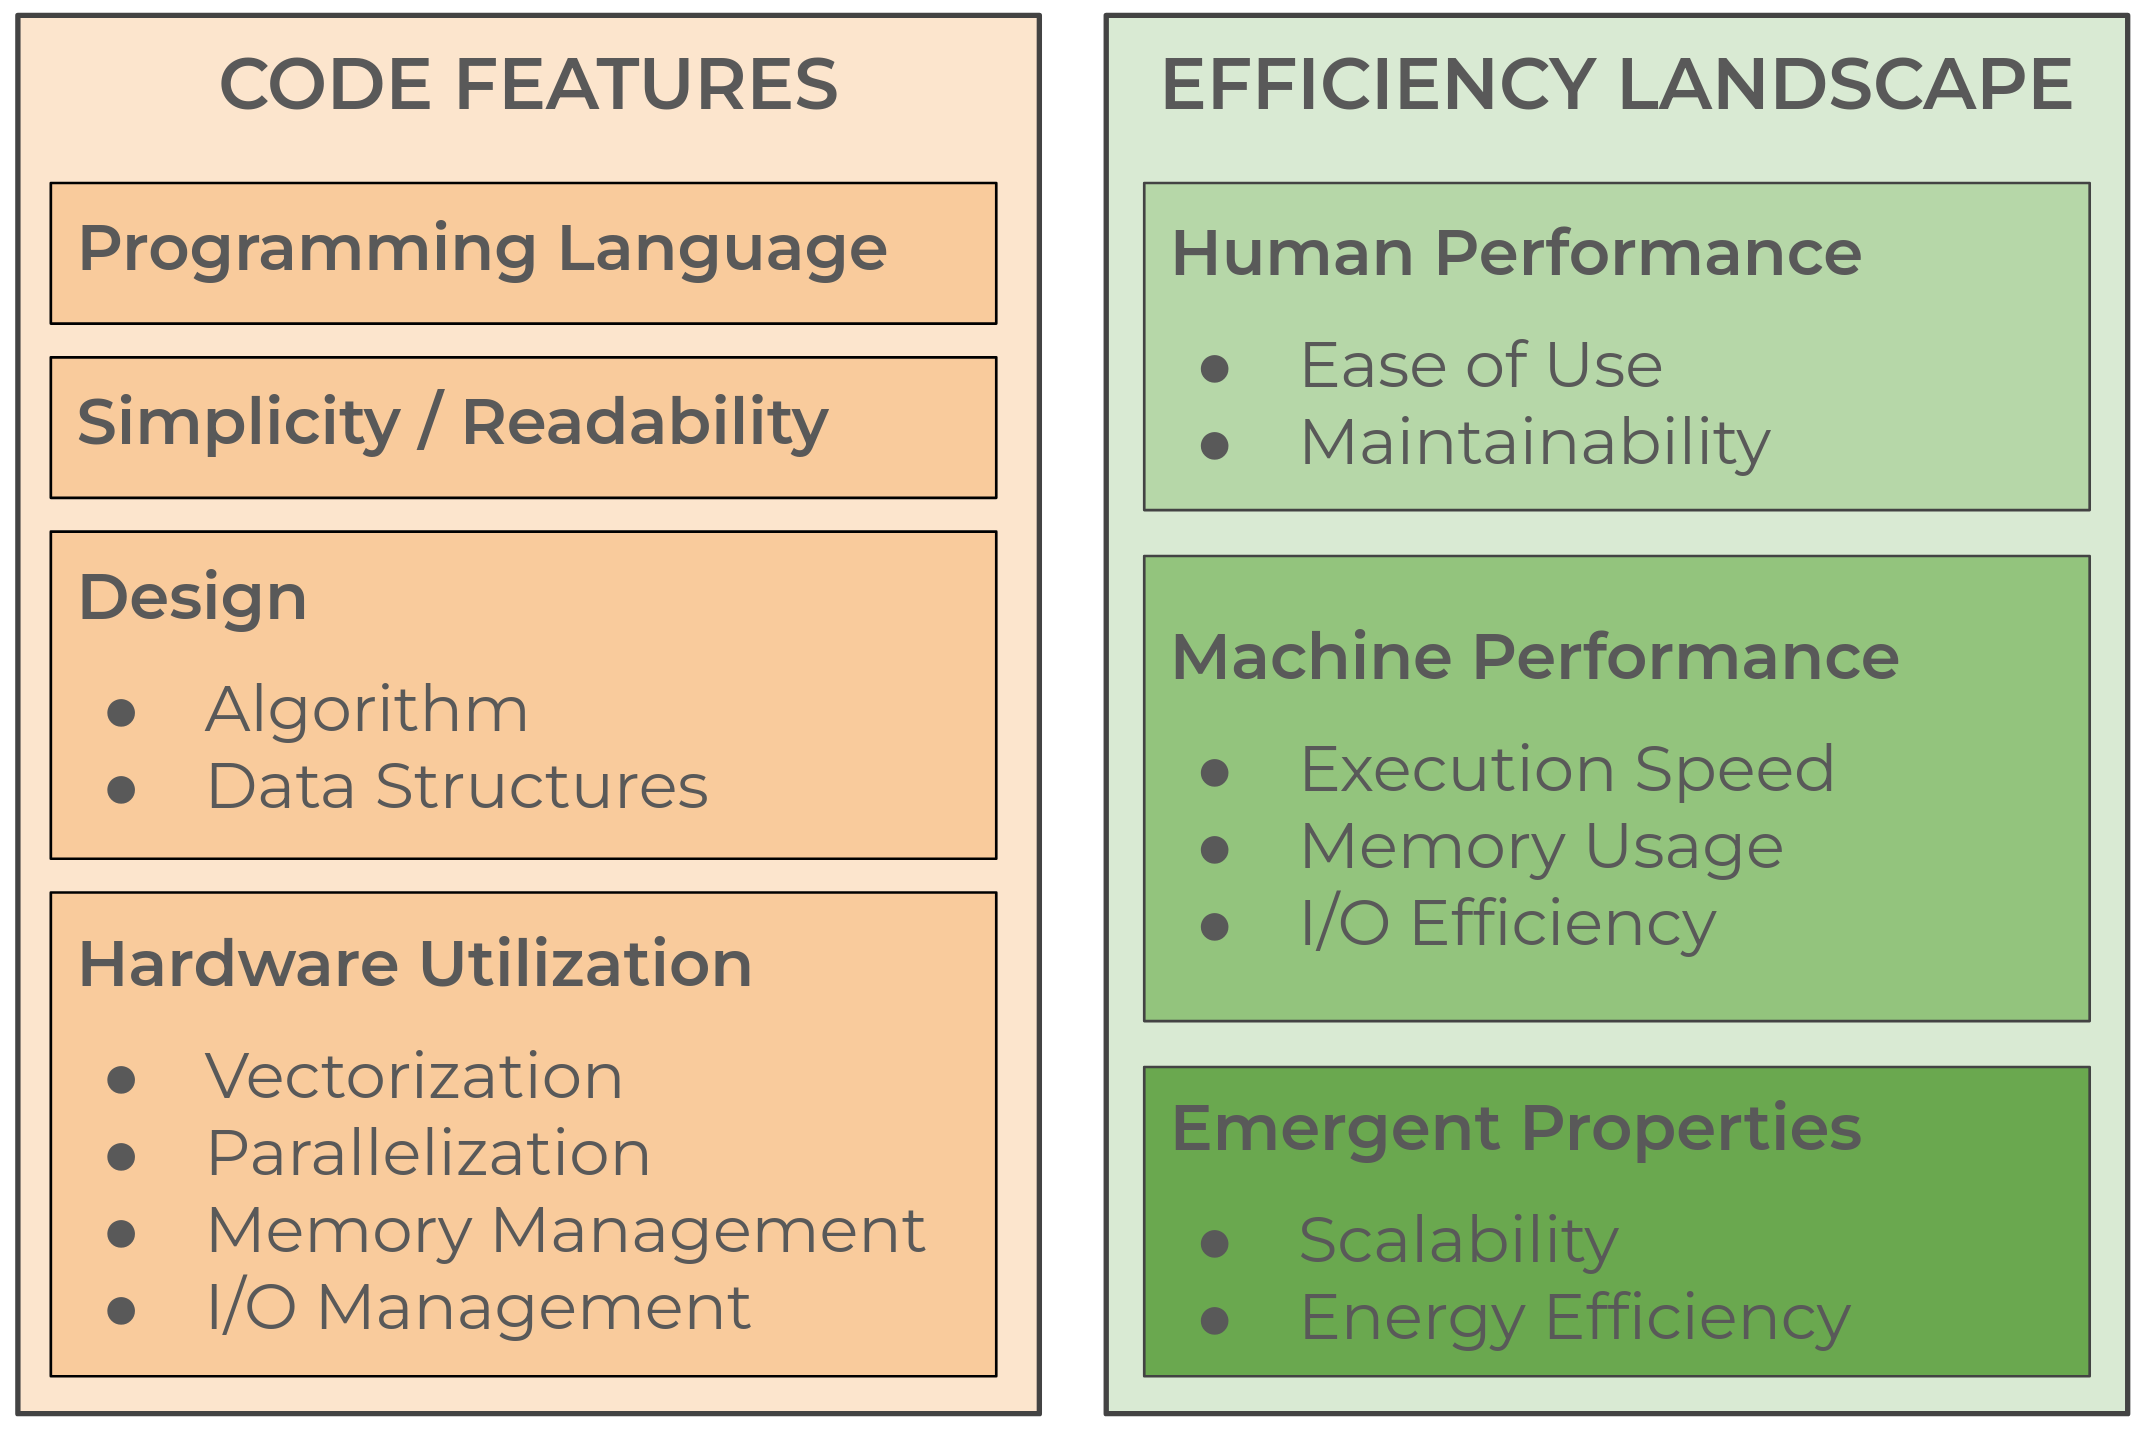 CODE FEATURES
Programming Language
Simplicity / Readability
Design
● Algorithm
● Data Structures
Hardware Utilization
● Vectorization
● Parallelization
● Memory Management
● I/O Management
EFFICIENCY LANDSCAPE
Human Performance
● Ease of Use
● Maintainability
Machine Performance
● Execution Speed
● Memory Usage
● I/O Efficiency
Emergent Properties
● Scalability
● Energy Efficiency